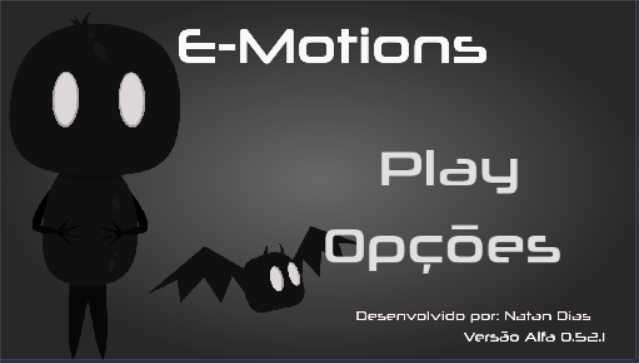 E-Motions
Play
Opções
Desenvolvido por: Natan Dias
Versão Alfa 0.52.1